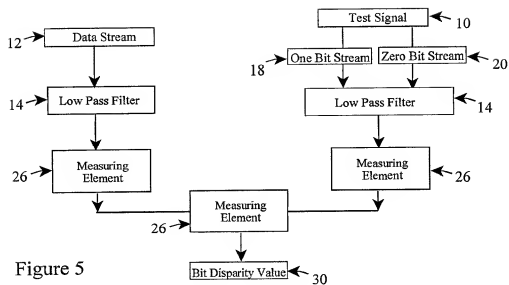 Test Signal
10
12
Data Stream
18
One Bit Stream
Zero Bit Stream
20
14
Low Pass Filter
Low Pass Filter
14
26
Measuring
Element
Measuring
Element
26
Measuring
Element
26
Figure 5
Bit Disparity Value
30